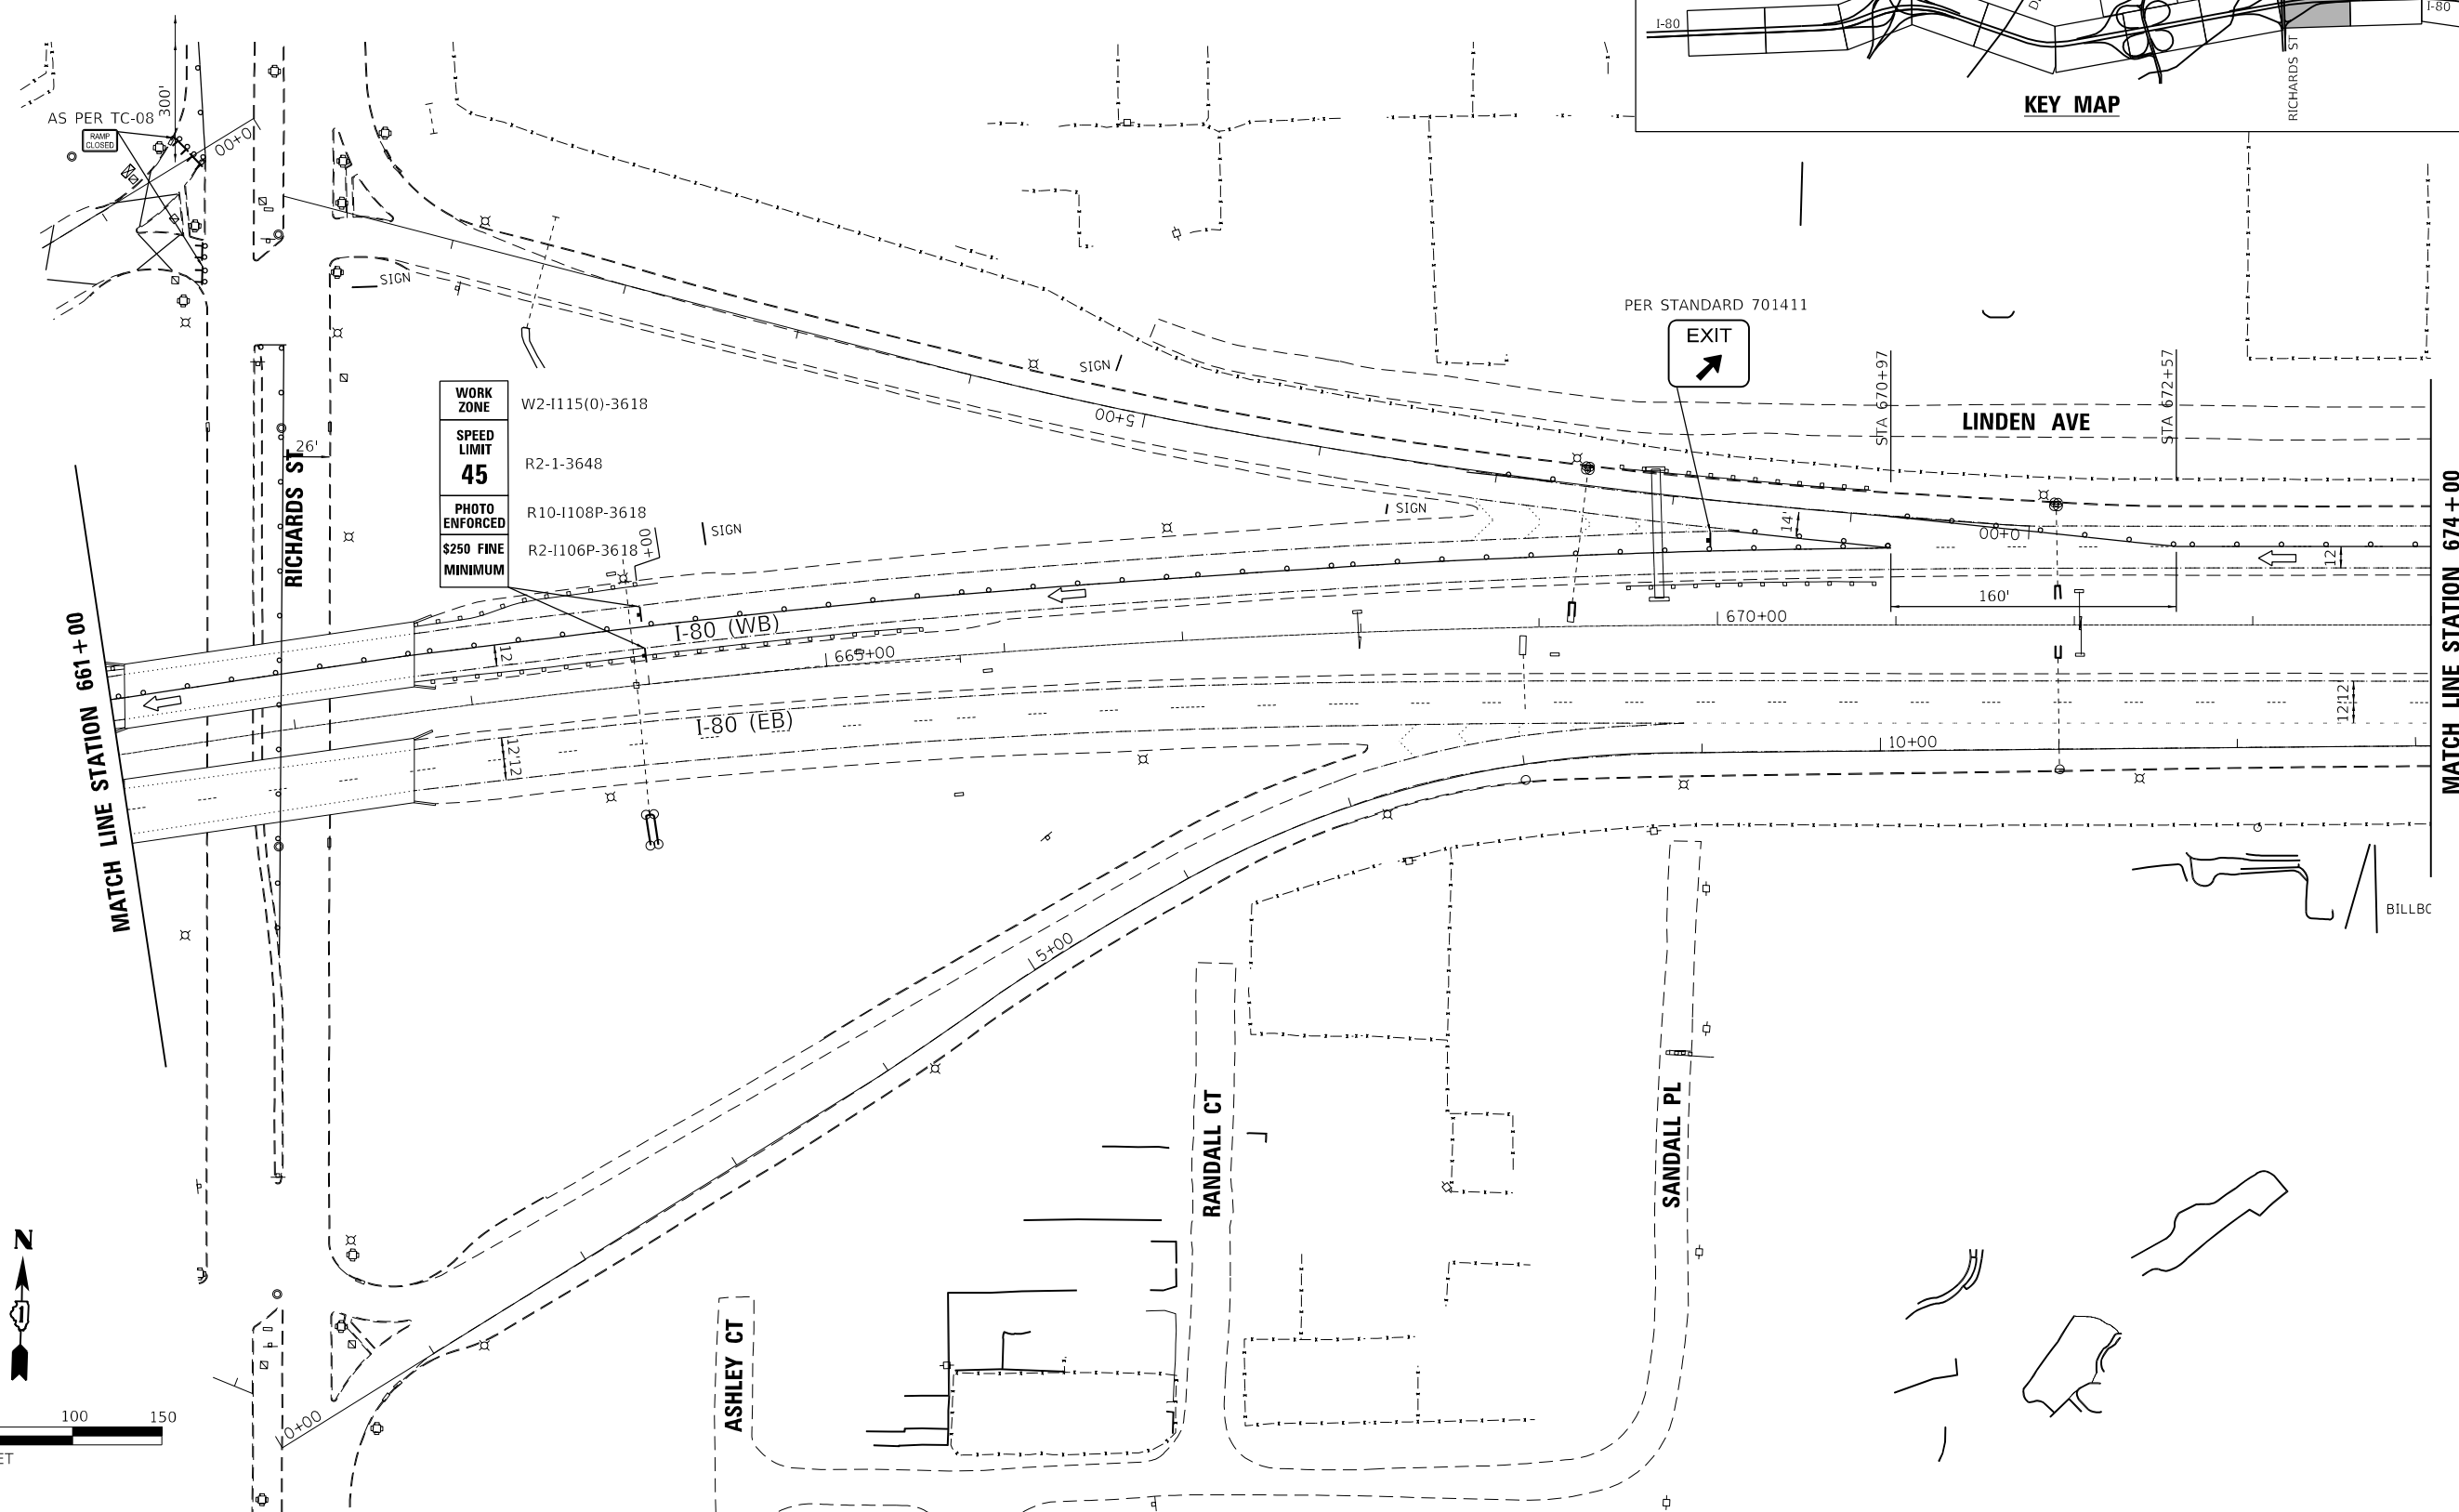 I-80
I-80
RICHARDS ST
KEY MAP
300'
AS PER TC-08
RAMP
CLOSED
0+00
SIGN
PER STANDARD 701411
EXIT
SIGN
STA 670+97
STA 672+57
LINDEN AVE
5+00
WORK
ZONE
W2-I115(0)-3618
SPEED
LIMIT
45
R2-1-3648
PHOTO
ENFORCED
R10-I108P-3618
$250 FINE
MINIMUM
R2-I106P-3618
26'
RICHARDS ST
+00
SIGN
SIGN
14'
0+00
12
160'
MATCH LINE STATION 674+00
MATCH LINE STATION 661+00
I-80 (WB)
12
665+00
670+00
I-80 (EB)
12
12
12
12
10+00
BILLBO
5+00
RANDALL CT
SANDALL PL
N
ASHLEY CT
0+00
100
150
ET